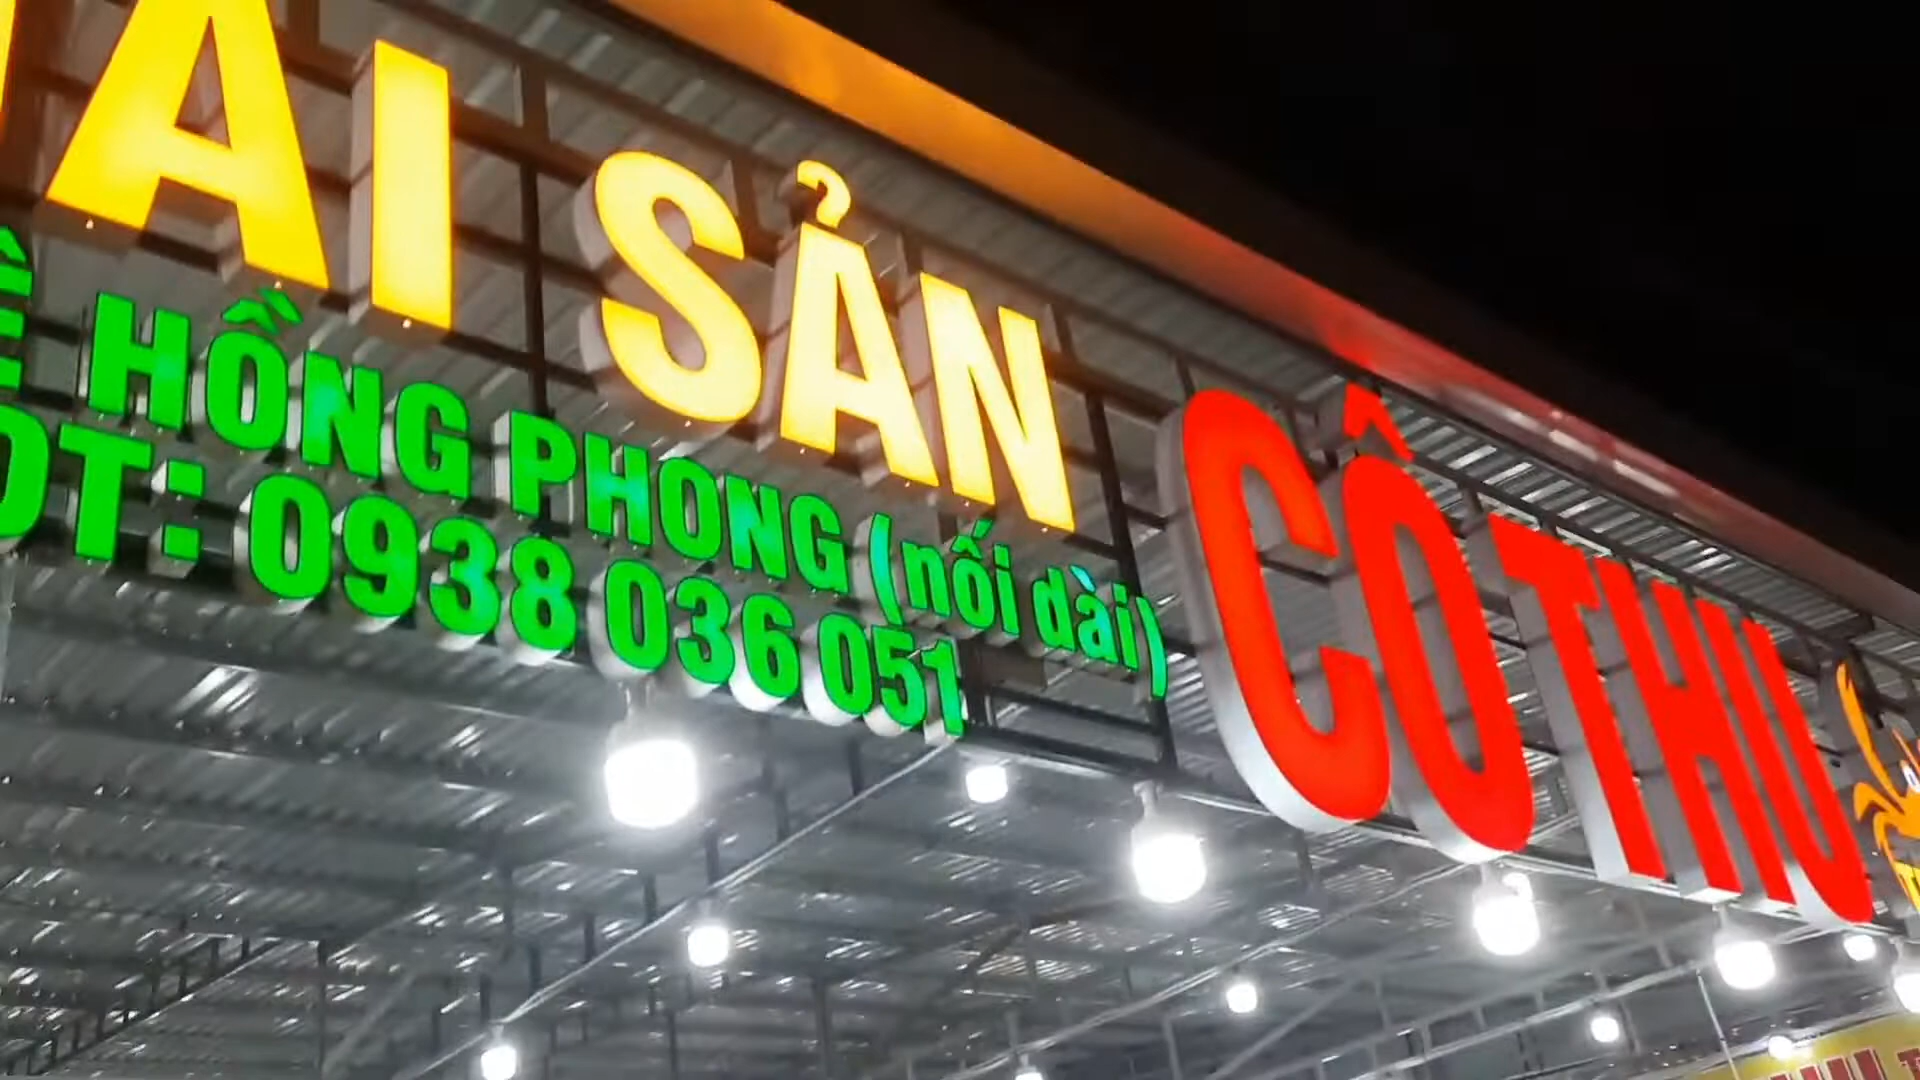 ẢI SẢN CÔ THU
Ê HỒNG PHONG (nối dài)
ĐT: 0938 036 051